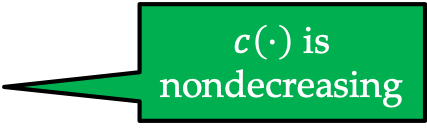 c(·) is
nondecreasing